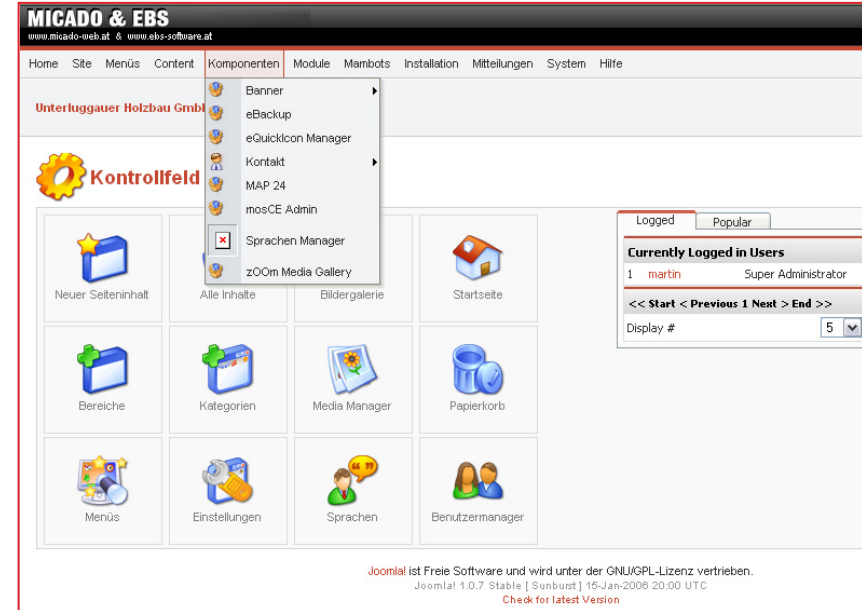 MICADO & EBS
www.micado-web.at & www.ebs-software.at
Home Site Menüs Content Komponenten Module Mambots Installation Mitteilungen System Hilfe
Unterluggauer Holzbau Gmb
Banner
eBackup
eQuickIcon Manager
Kontakt
MAP 24
mosCE Admin
Sprachen Manager
zOOm Media Gallery
Kontrollfeld
Neuer Seiteninhalt
Alle Inhalte
Bildergalerie
Startseite
Bereiche
Kategorien
Media Manager
Papierkorb
Menüs
Einstellungen
Sprachen
Benutzermanager
Logged Popular
Currently Logged in Users
1 martin Super Administrator
<< Start < Previous 1 Next > End >>
Display # 5
Joomla! ist Freie Software und wird unter der GNU/GPL-Lizenz vertrieben.
Joomla! 1.0.7 Stable [ Sunburst ] 15-Jan-2006 20:00 UTC
Check for latest Version